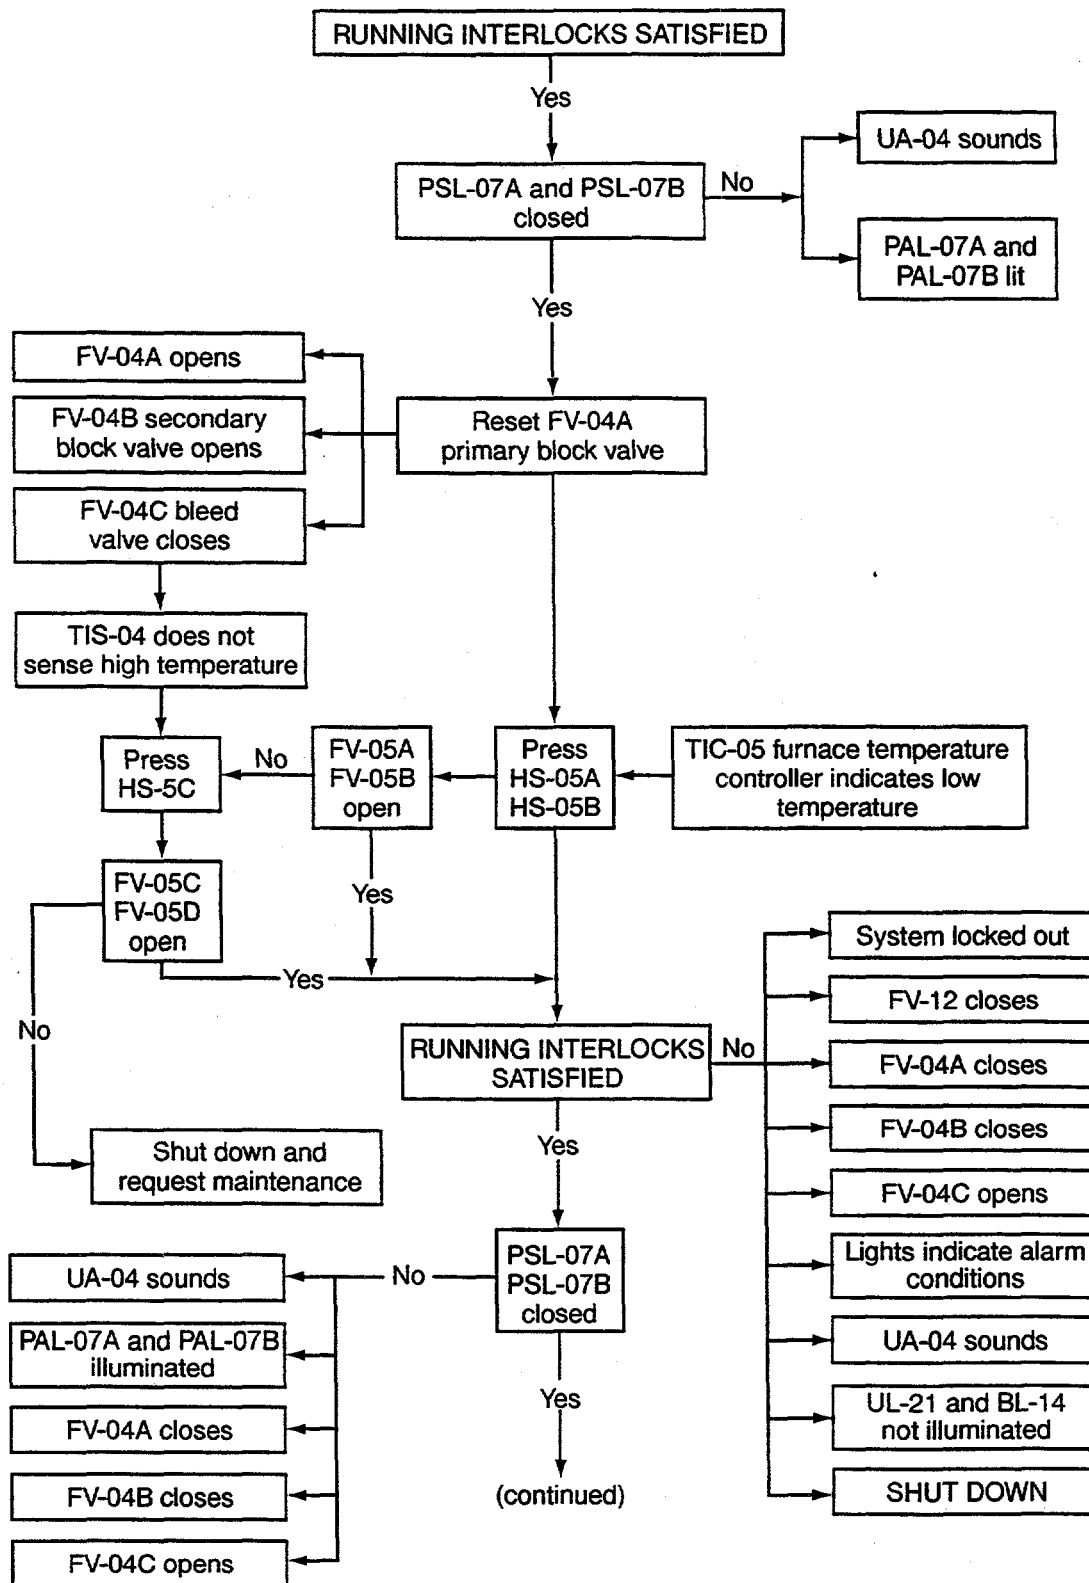 RUNNING INTERLOCKS SATISFIED
Yes
PSL-07A and PSL-07B
closed
No
UA-04 sounds
PAL-07A and
PAL-07B lit
Yes
FV-04A opens
FV-04B secondary
block valve opens
FV-04C bleed
valve closes
Reset FV-04A
primary block valve
TIS-04 does not
sense high temperature
Press
HS-5C
No
FV-05A
FV-05B
open
Press
HS-05A
HS-05B
TIC-05 furnace temperature
controller indicates low
temperature
FV-05C
FV-05D
open
Yes
Yes
No
Shut down and
request maintenance
RUNNING INTERLOCKS
SATISFIED
No
System locked out
FV-12 closes
FV-04A closes
FV-04B closes
FV-04C opens
Lights indicate alarm
conditions
UA-04 sounds
UL-21 and BL-14
not illuminated
SHUT DOWN
Yes
PSL-07A
PSL-07B
closed
No
UA-04 sounds
PAL-07A and PAL-07B
illuminated
FV-04A closes
FV-04B closes
FV-04C opens
Yes
(continued)